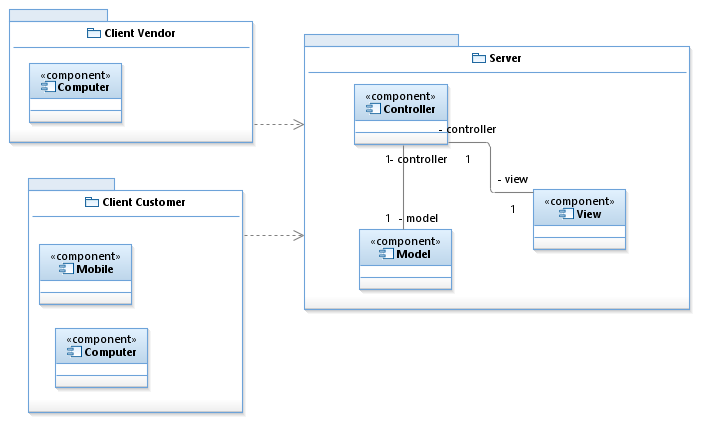 Client Vendor
«component»
Computer
Server
«component»
Controller
- controller
1- controller
1
- view
1
«component»
View
1 - model
«component»
Model
Client Customer
«component»
Mobile
«component»
Computer